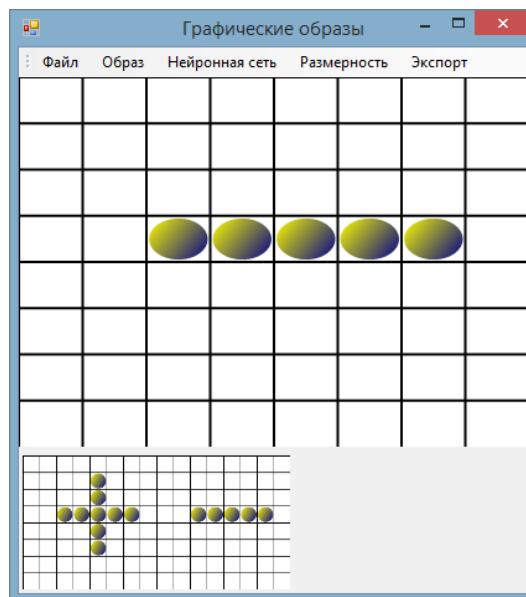 Графические образы
Файл Образ Нейронная сеть Размерность Экспорт